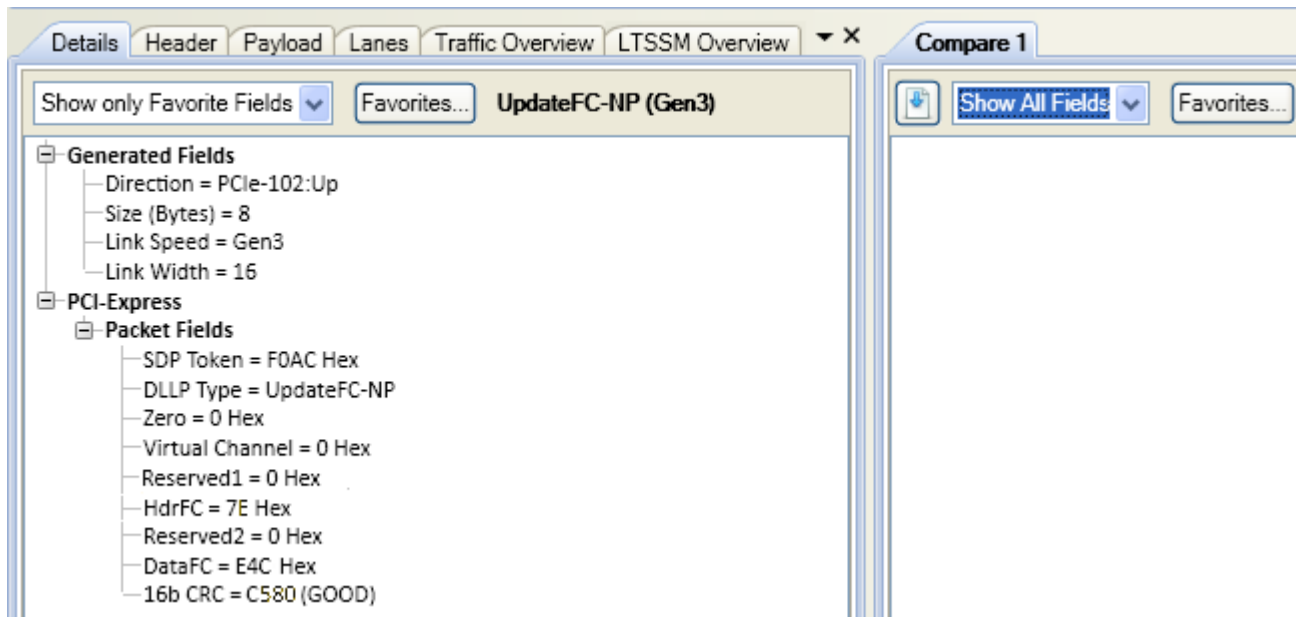 Details Header Payload Lanes Traffic Overview LTSSM Overview
Show only Favorite Fields Favorites... UpdateFC-NP (Gen3)
Generated Fields
Direction = PCIe-102:Up
Size (Bytes) = 8
Link Speed = Gen3
Link Width = 16
PCI-Express
Packet Fields
SDP Token = F0AC Hex
DLLP Type = UpdateFC-NP
Zero = 0 Hex
Virtual Channel = 0 Hex
Reserved1 = 0 Hex
HdrFC = 7E Hex
Reserved2 = 0 Hex
DataFC = E4C Hex
16b CRC = C580 (GOOD)
Compare 1
Show All Fields Favorites...